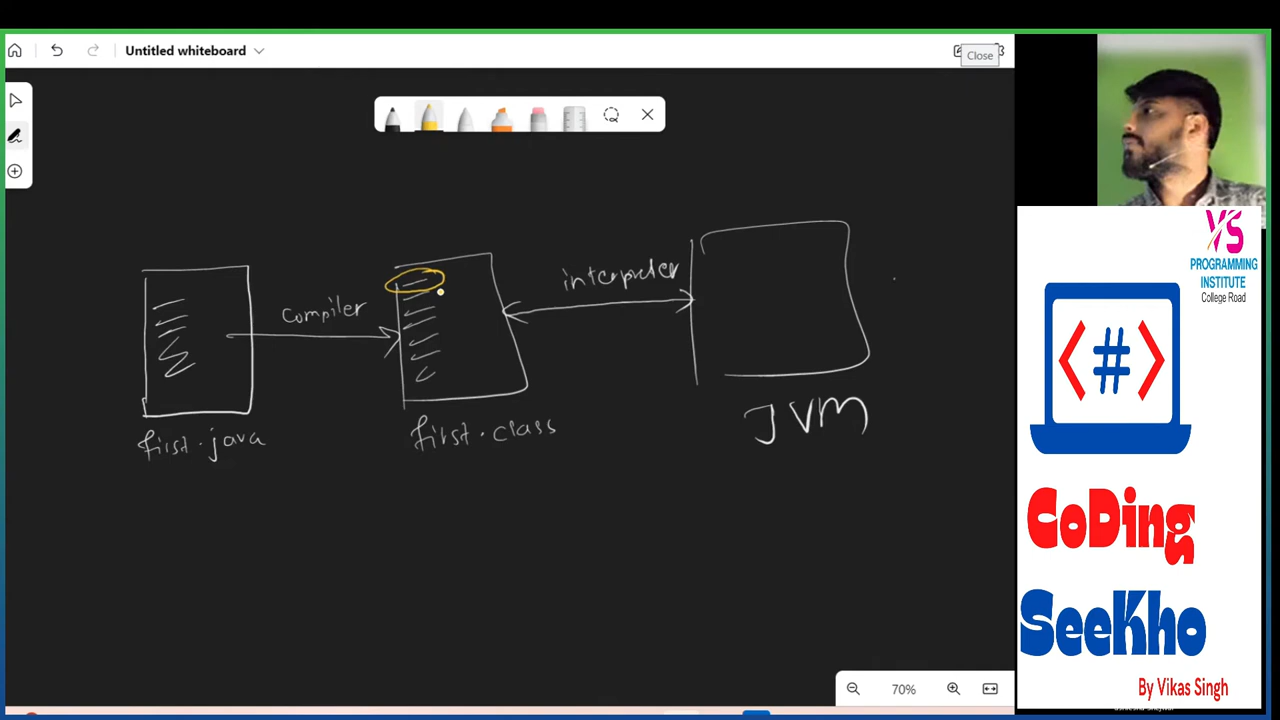 Untitled whiteboard
Close
Compiler
interpreter
first.java
first.class
JVM
VS
PROGRAMMING
INSTITUTE
College Road
<#>
CoDing
SeeKho
By Vikas Singh
70%